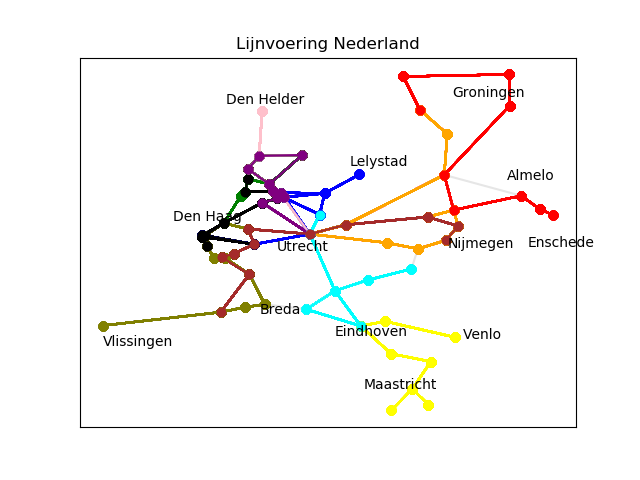 Lijnvoering Nederland
Groningen
Den Helder
Lelystad
Almelo
Den Haag
Utrecht
Nijmegen
Enschede
Breda
Eindhoven
Venlo
Vlissingen
Maastricht